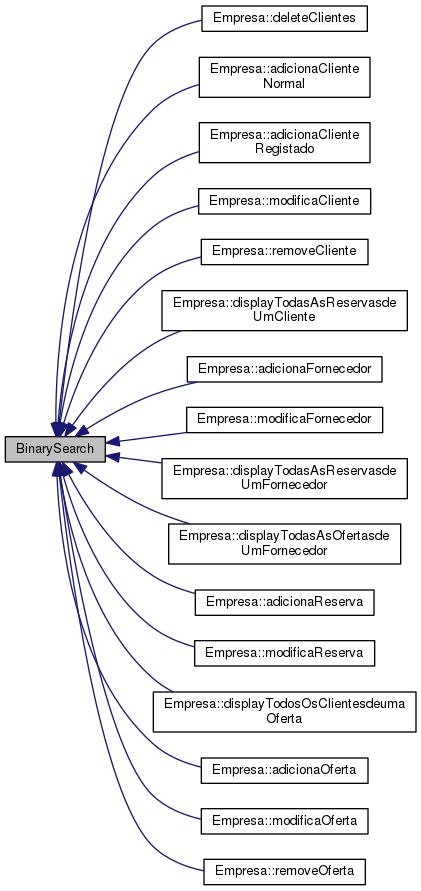 Empresa::deleteClientes
Empresa::adicionaCliente
Normal
Empresa::adicionaCliente
Registado
Empresa::modificaCliente
Empresa::removeCliente
Empresa::displayTodasAsReservasde
UmCliente
Empresa::adicionaFornecedor
Empresa::modificaFornecedor
BinarySearch
Empresa::displayTodasAsReservasde
UmFornecedor
Empresa::displayTodasAsOfertasde
UmFornecedor
Empresa::adicionaReserva
Empresa::modificaReserva
Empresa::displayTodosOsClientesdeuma
Oferta
Empresa::adicionaOferta
Empresa::modificaOferta
Empresa::removeOferta